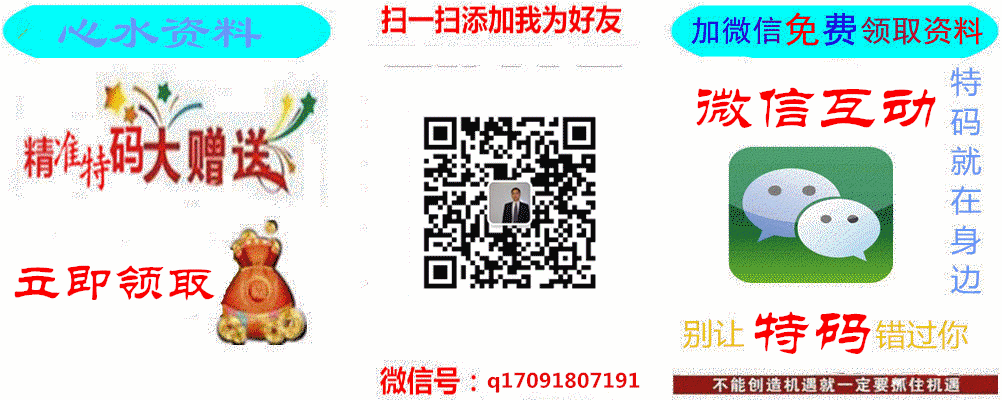 心水资料
精准特码大赠送
立即领取
扫一扫添加我为好友
微信号：q17091807191
加微信免费领取资料
微信互动
特码就在身边
别让特码错过你
不能创造机遇就一定要抓住机遇